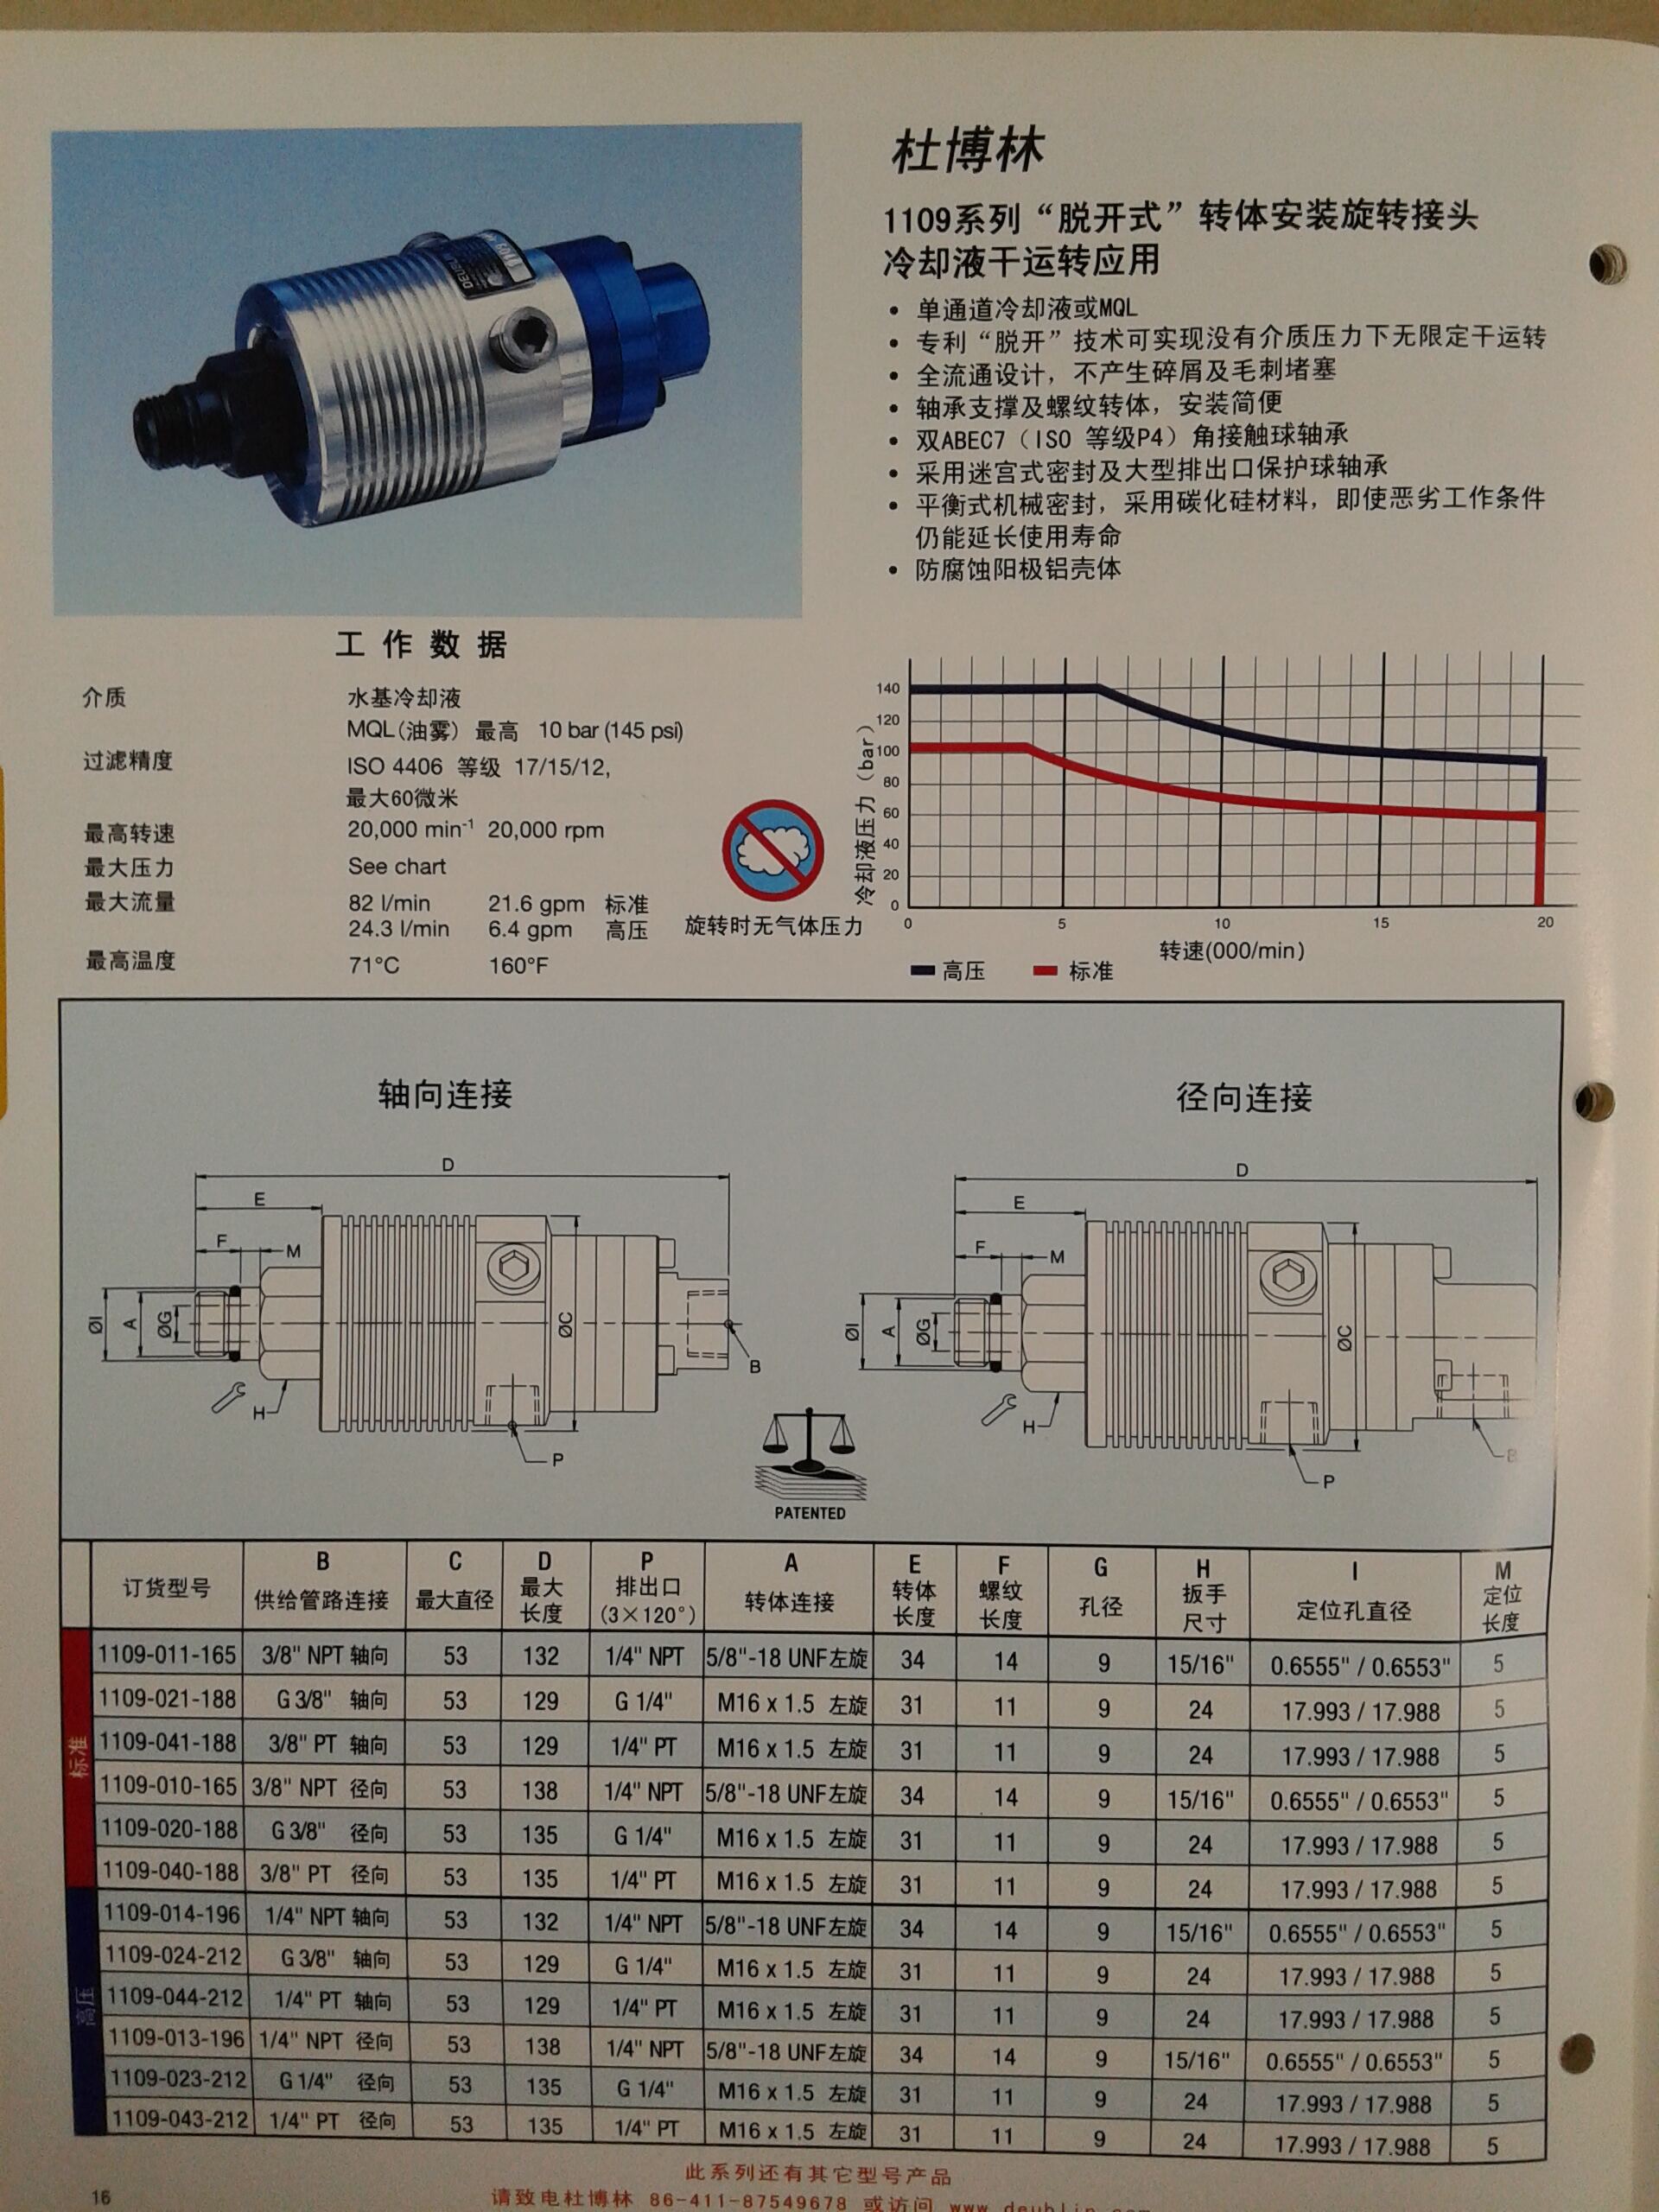 杜博林
1109系列“脱开式”转体安装旋转接头
冷却液干运转应用
• 单通道冷却液或MQL
• 专利“脱开”技术可实现没有介质压力下无限定干运转
• 全流通设计，不产生碎屑及毛刺堵塞
• 轴承支撑及螺纹转体，安装简便
• 双ABEC7（ISO 等级P4）角接触球轴承
• 采用迷宫式密封及大型排出口保护球轴承
• 平衡式机械密封，采用碳化硅材料，即使恶劣工作条件
仍能延长使用寿命
• 防腐蚀阳极铝壳体
工作数据
介质 水基冷却液
MQL(油雾) 最高 10 bar (145 psi)
过滤精度 ISO 4406 等级 17/15/12,
最大60微米
最高转速 20,000 min-1 20,000 rpm
最大压力 See chart
最大流量 82 l/min 21.6 gpm 标准
24.3 l/min 6.4 gpm 高压
最高温度 71°C 160°F
旋转时无气体压力
冷却液压力（bar）
140
120
100
80
60
40
20
0
0 5 10 15 20
转速(000/min)
高压 标准
轴向连接 径向连接
D
E
F M
ØI A ØG ØC
B
H
P
D
E
F M
ØI A ØG ØC
B
H
P
PATENTED
订货型号 B 供给管路连接 C 最大直径 D 最大长度 P 排出口 (3×120°) A 转体连接 E 转体长度 F 螺纹长度 G 孔径 H 扳手尺寸 I 定位孔直径 M 定位长度
标准
1109-011-165 3/8" NPT 轴向 53 132 1/4" NPT 5/8"-18 UNF左旋 34 14 9 15/16" 0.6555" / 0.6553" 5
1109-021-188 G 3/8" 轴向 53 129 G 1/4" M16 x 1.5 左旋 31 11 9 24 17.993 / 17.988 5
1109-041-188 3/8" PT 轴向 53 129 1/4" PT M16 x 1.5 左旋 31 11 9 24 17.993 / 17.988 5
1109-010-165 3/8" NPT 径向 53 138 1/4" NPT 5/8"-18 UNF左旋 34 14 9 15/16" 0.6555" / 0.6553" 5
1109-020-188 G 3/8" 径向 53 135 G 1/4" M16 x 1.5 左旋 31 11 9 24 17.993 / 17.988 5
1109-040-188 3/8" PT 径向 53 135 1/4" PT M16 x 1.5 左旋 31 11 9 24 17.993 / 17.988 5
高压
1109-014-196 1/4" NPT 轴向 53 132 1/4" NPT 5/8"-18 UNF左旋 34 14 9 15/16" 0.6555" / 0.6553" 5
1109-024-212 G 3/8" 轴向 53 129 G 1/4" M16 x 1.5 左旋 31 11 9 24 17.993 / 17.988 5
1109-044-212 1/4" PT 轴向 53 129 1/4" PT M16 x 1.5 左旋 31 11 9 24 17.993 / 17.988 5
1109-013-196 1/4" NPT 径向 53 138 1/4" NPT 5/8"-18 UNF左旋 34 14 9 15/16" 0.6555" / 0.6553" 5
1109-023-212 G 1/4" 径向 53 135 G 1/4" M16 x 1.5 左旋 31 11 9 24 17.993 / 17.988 5
1109-043-212 1/4" PT 径向 53 135 1/4" PT M16 x 1.5 左旋 31 11 9 24 17.993 / 17.988 5
此系列还有其它型号产品
16 请致电杜博林 86-411-87549678 或访问